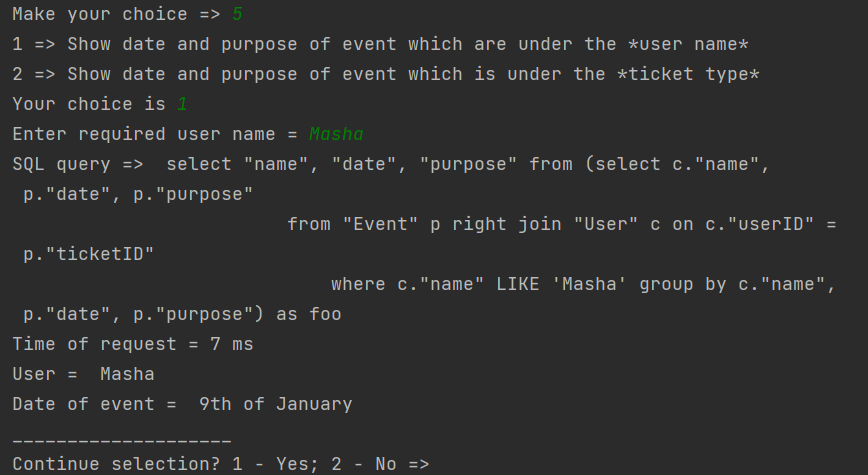 Make your choice => 5
1 => Show date and purpose of event which are under the *user name*
2 => Show date and purpose of event which is under the *ticket type*
Your choice is 1
Enter required user name = Masha
SQL query =>  select "name", "date", "purpose" from (select c."name",
 p."date", p."purpose"
                         from "Event" p right join "User" c on c."userID" =
 p."ticketID"
                             where c."name" LIKE 'Masha' group by c."name",
 p."date", p."purpose") as foo
Time of request = 7 ms
User =  Masha
Date of event =  9th of January
____________________
Continue selection? 1 - Yes; 2 - No =>